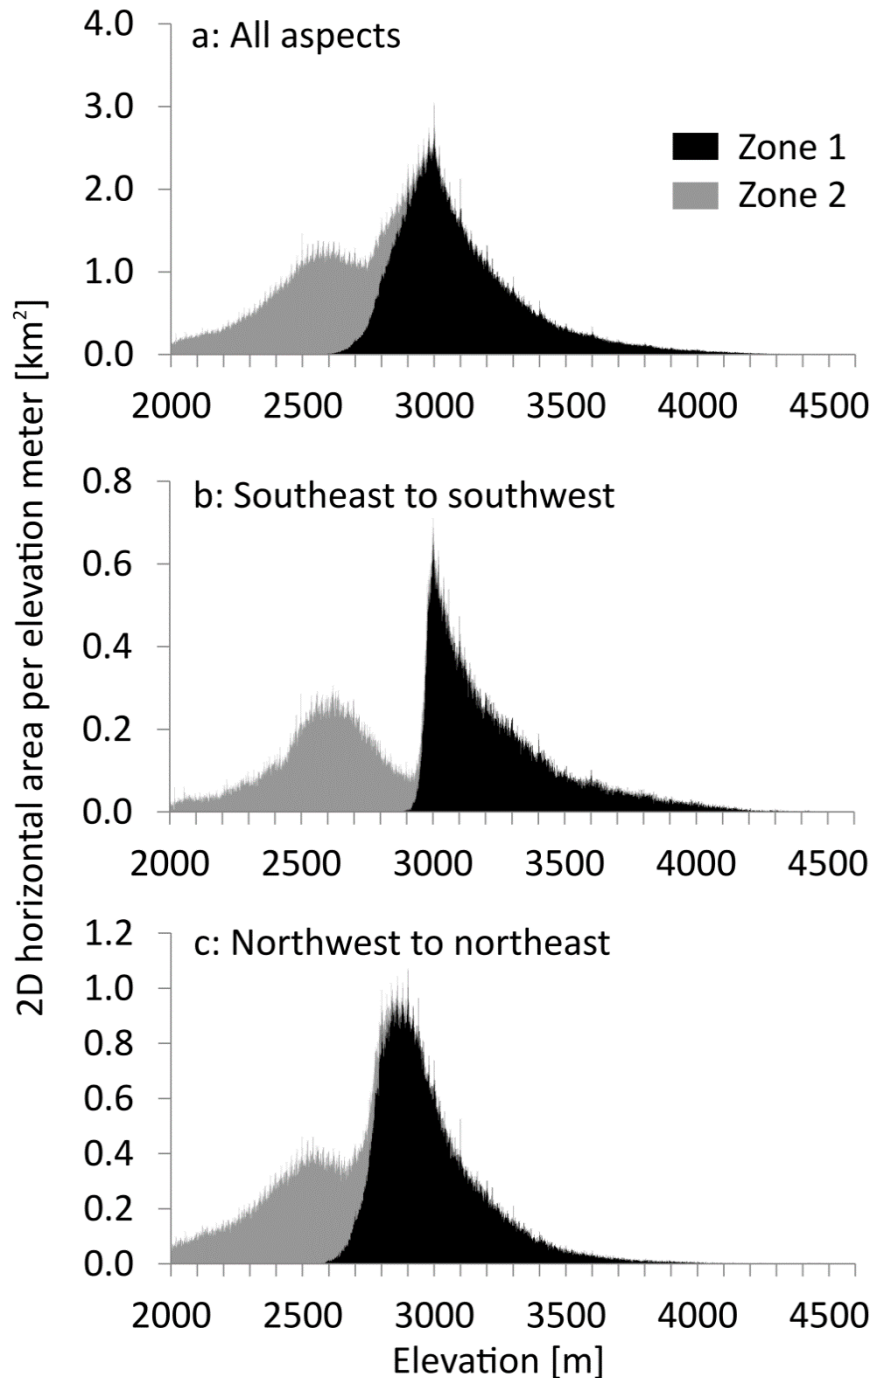 2D horizontal area per elevation meter [km²]
a: All aspects
4.0
3.0
2.0
1.0
0.0
Zone 1
Zone 2
2000 2500 3000 3500 4000 4500
b: Southeast to southwest
0.8
0.6
0.4
0.2
0.0
2000 2500 3000 3500 4000 4500
c: Northwest to northeast
1.2
1.0
0.8
0.6
0.4
0.2
0.0
2000 2500 3000 3500 4000 4500
Elevation [m]